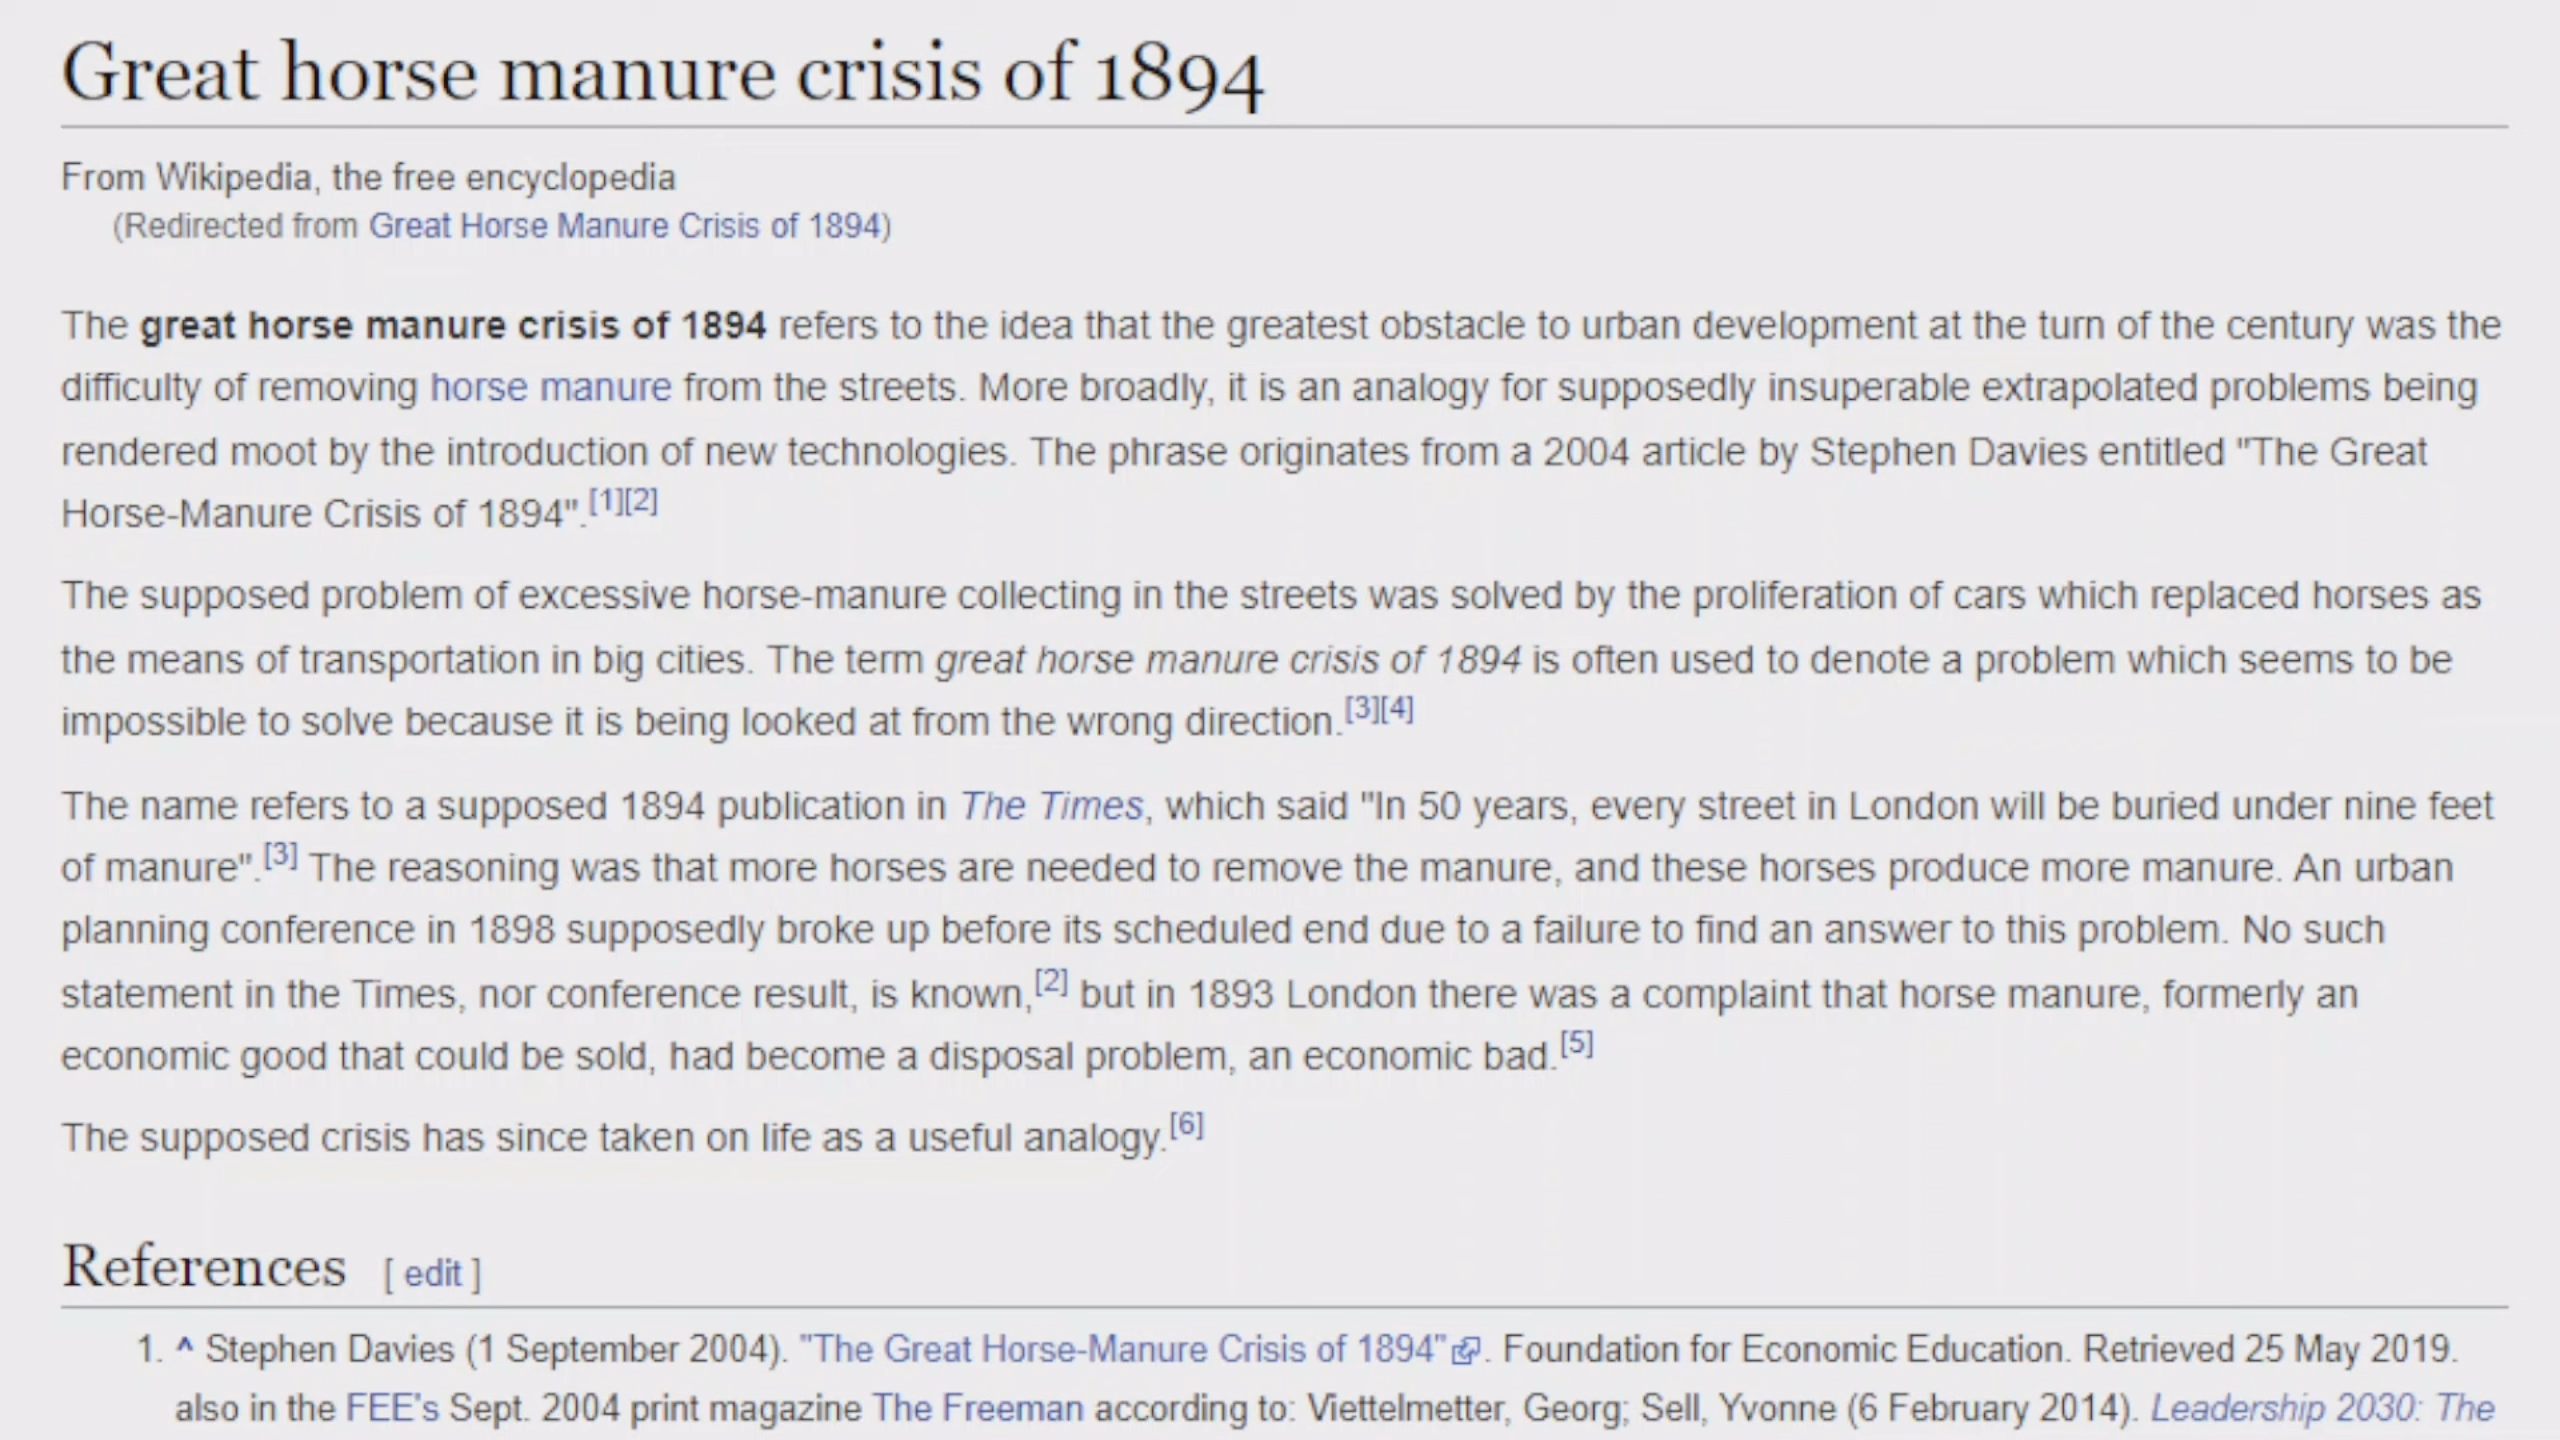 Great horse manure crisis of 1894
From Wikipedia, the free encyclopedia
(Redirected from Great Horse Manure Crisis of 1894)
The great horse manure crisis of 1894 refers to the idea that the greatest obstacle to urban development at the turn of the century was the
difficulty of removing horse manure from the streets. More broadly, it is an analogy for supposedly insuperable extrapolated problems being
rendered moot by the introduction of new technologies. The phrase originates from a 2004 article by Stephen Davies entitled "The Great
Horse-Manure Crisis of 1894".[1][2]
The supposed problem of excessive horse-manure collecting in the streets was solved by the proliferation of cars which replaced horses as
the means of transportation in big cities. The term great horse manure crisis of 1894 is often used to denote a problem which seems to be
impossible to solve because it is being looked at from the wrong direction.[3][4]
The name refers to a supposed 1894 publication in The Times, which said "In 50 years, every street in London will be buried under nine feet
of manure".[3] The reasoning was that more horses are needed to remove the manure, and these horses produce more manure. An urban
planning conference in 1898 supposedly broke up before its scheduled end due to a failure to find an answer to this problem. No such
statement in the Times, nor conference result, is known,[2] but in 1893 London there was a complaint that horse manure, formerly an
economic good that could be sold, had become a disposal problem, an economic bad.[5]
The supposed crisis has since taken on life as a useful analogy.[6]
References [ edit ]
1. ^ Stephen Davies (1 September 2004). "The Great Horse-Manure Crisis of 1894". Foundation for Economic Education. Retrieved 25 May 2019.
also in the FEE's Sept. 2004 print magazine The Freeman according to: Viettelmetter, Georg; Sell, Yvonne (6 February 2014). Leadership 2030: The